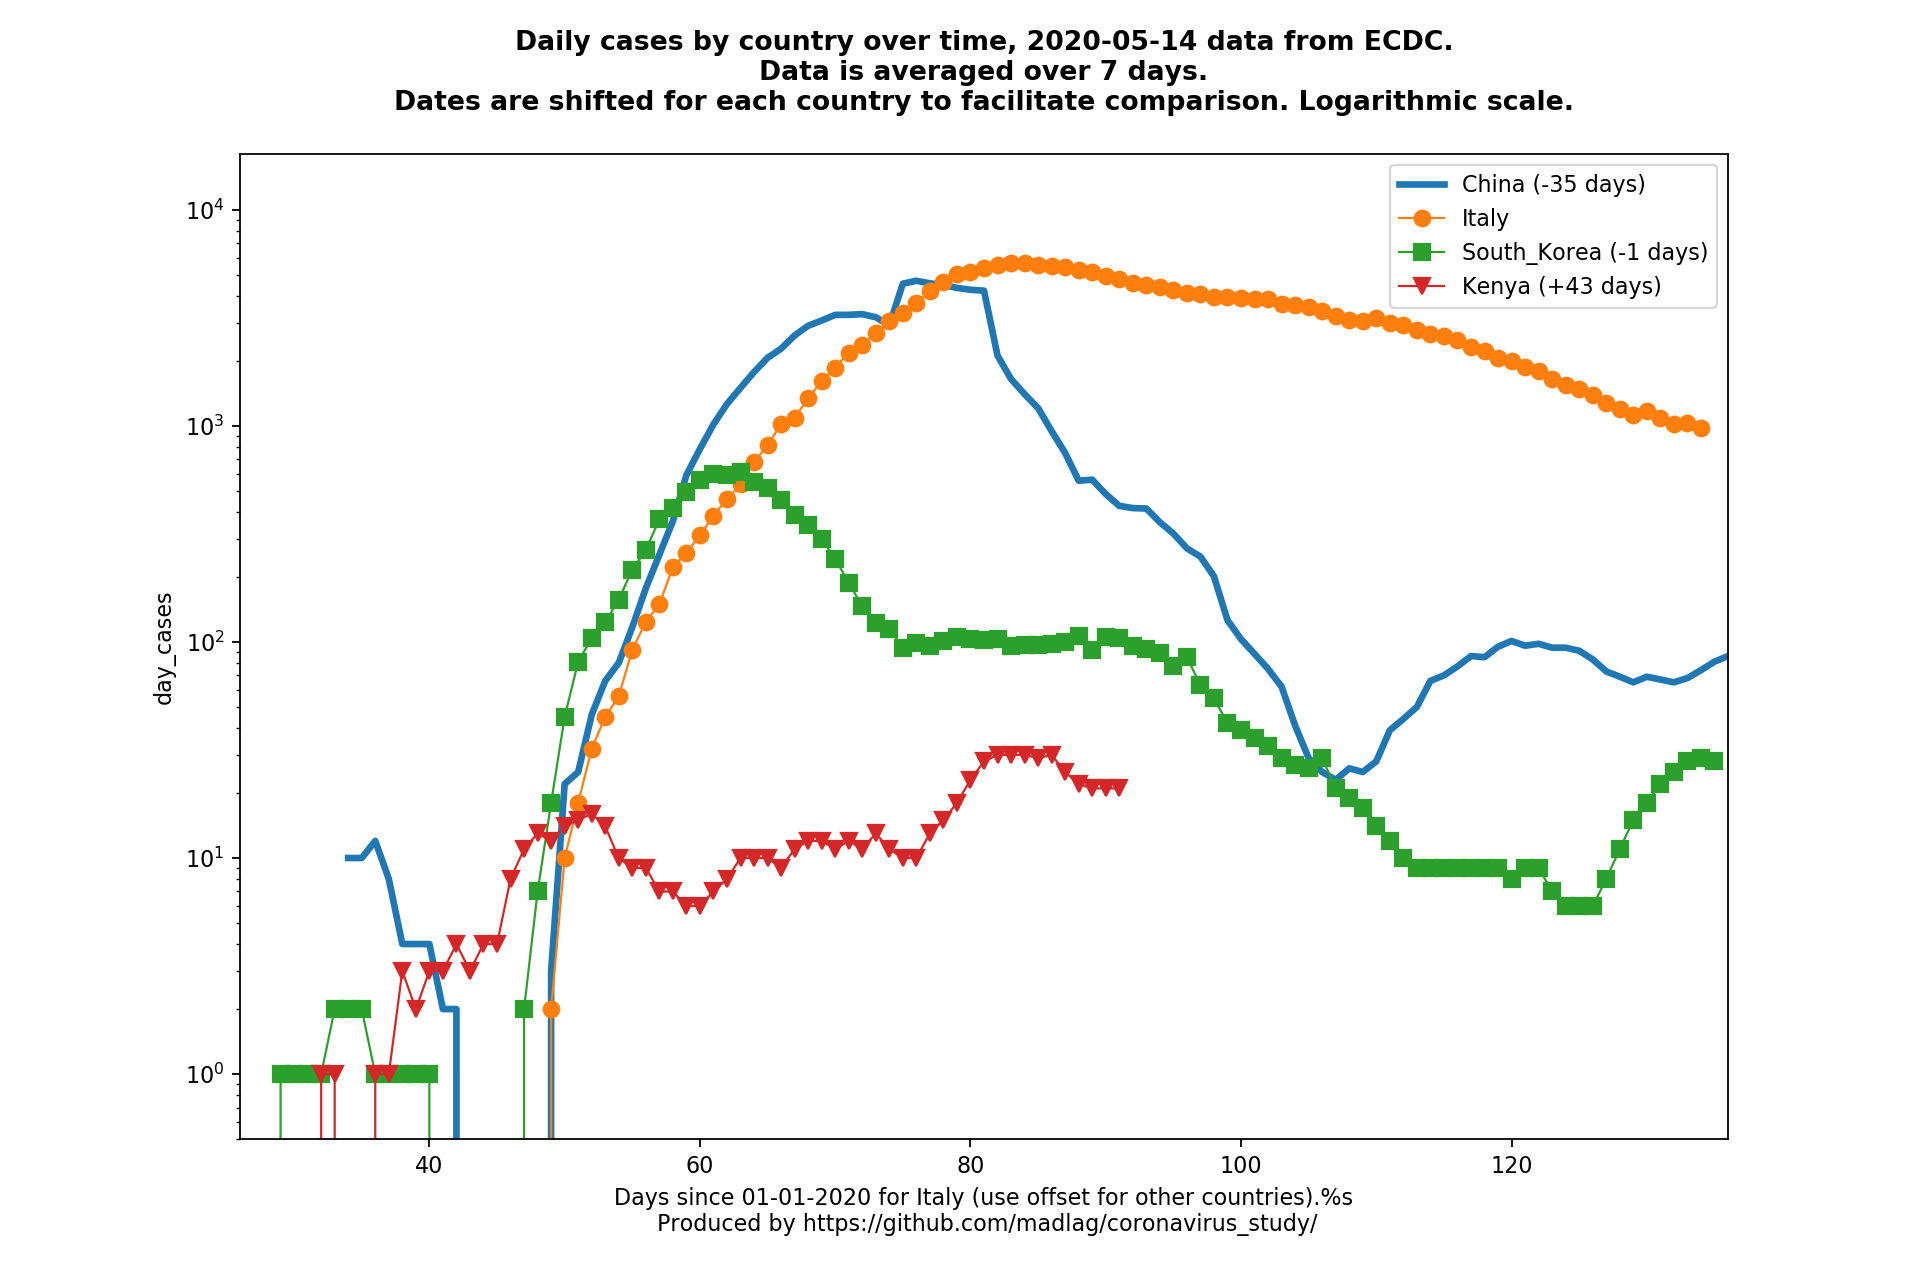 Daily cases by country over time, 2020-05-14 data from ECDC.
Data is averaged over 7 days.
Dates are shifted for each country to facilitate comparison. Logarithmic scale.
China (-35 days)
Italy
South_Korea (-1 days)
Kenya (+43 days)
10^4
10^3
10^2
10^1
10^0
day_cases
40 60 80 100 120
Days since 01-01-2020 for Italy (use offset for other countries).%s
Produced by https://github.com/madlag/coronavirus_study/